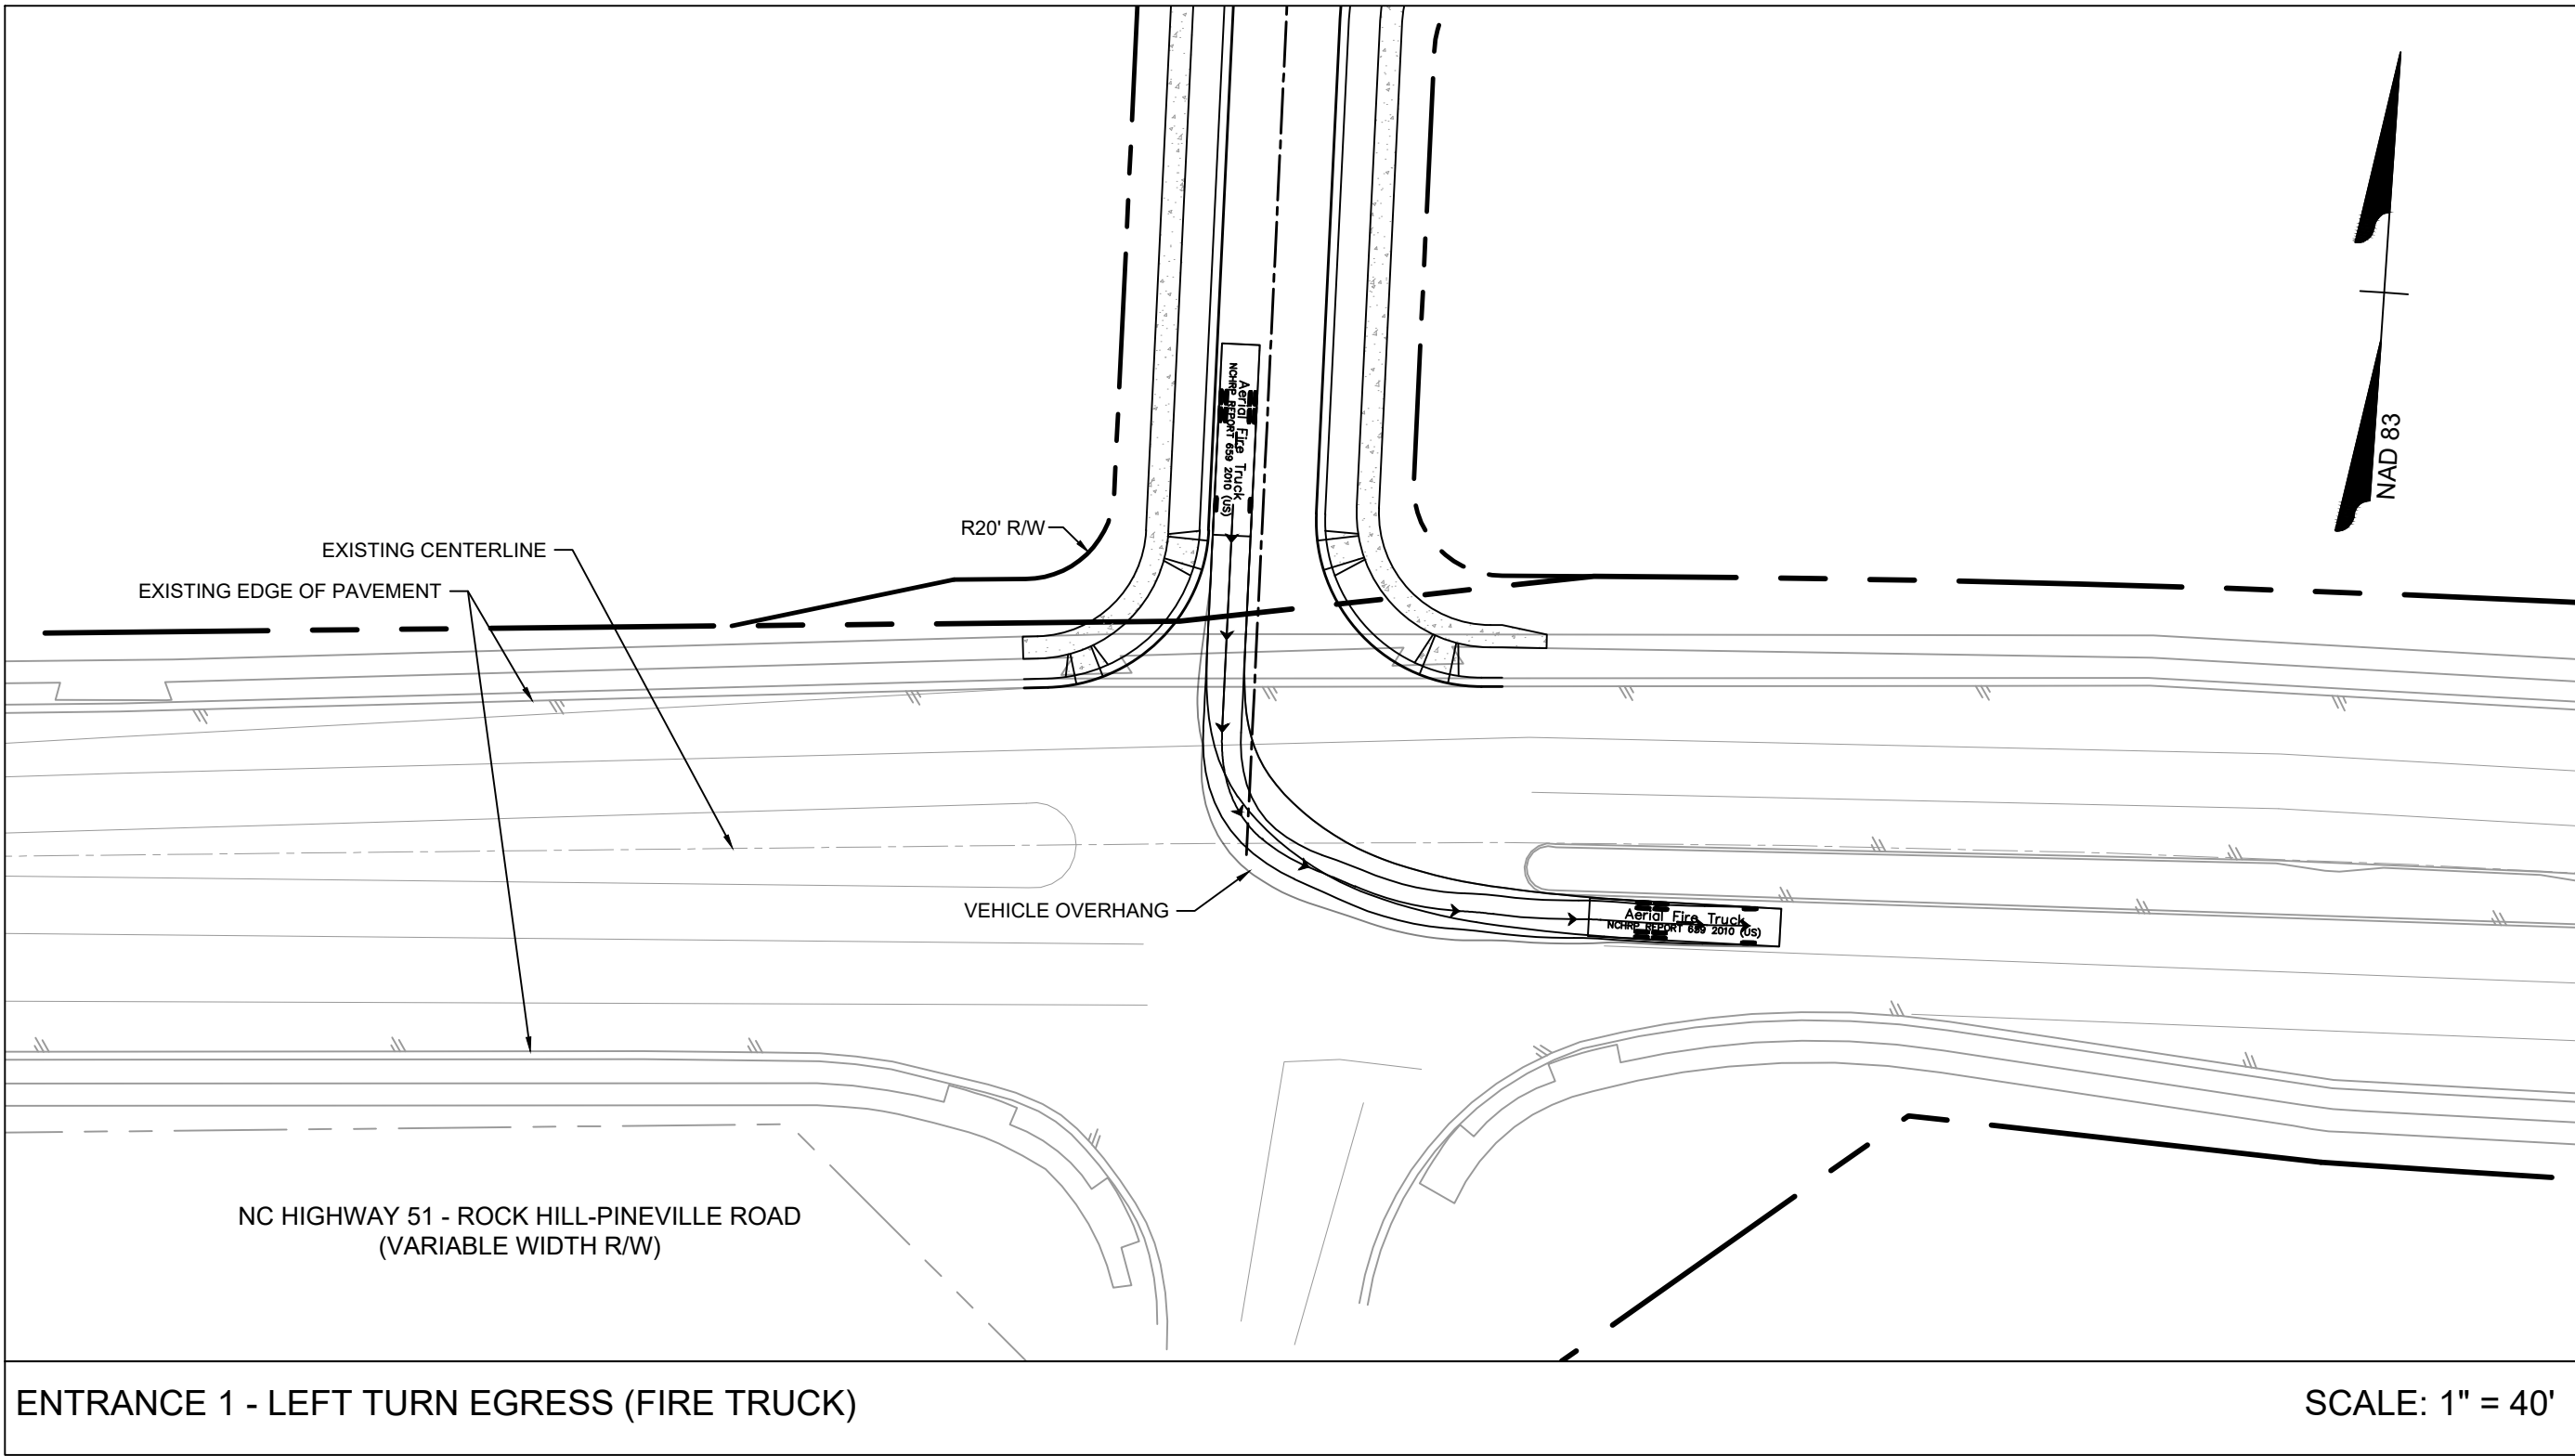 NAD 83
Aerial Fire Truck
NCHRP REPORT 659 2010 (US)
R20' R/W
EXISTING CENTERLINE
EXISTING EDGE OF PAVEMENT
VEHICLE OVERHANG
Aerial Fire Truck
NCHRP REPORT 659 2010 (US)
NC HIGHWAY 51 - ROCK HILL-PINEVILLE ROAD
(VARIABLE WIDTH R/W)
ENTRANCE 1 - LEFT TURN EGRESS (FIRE TRUCK)
SCALE: 1" = 40'